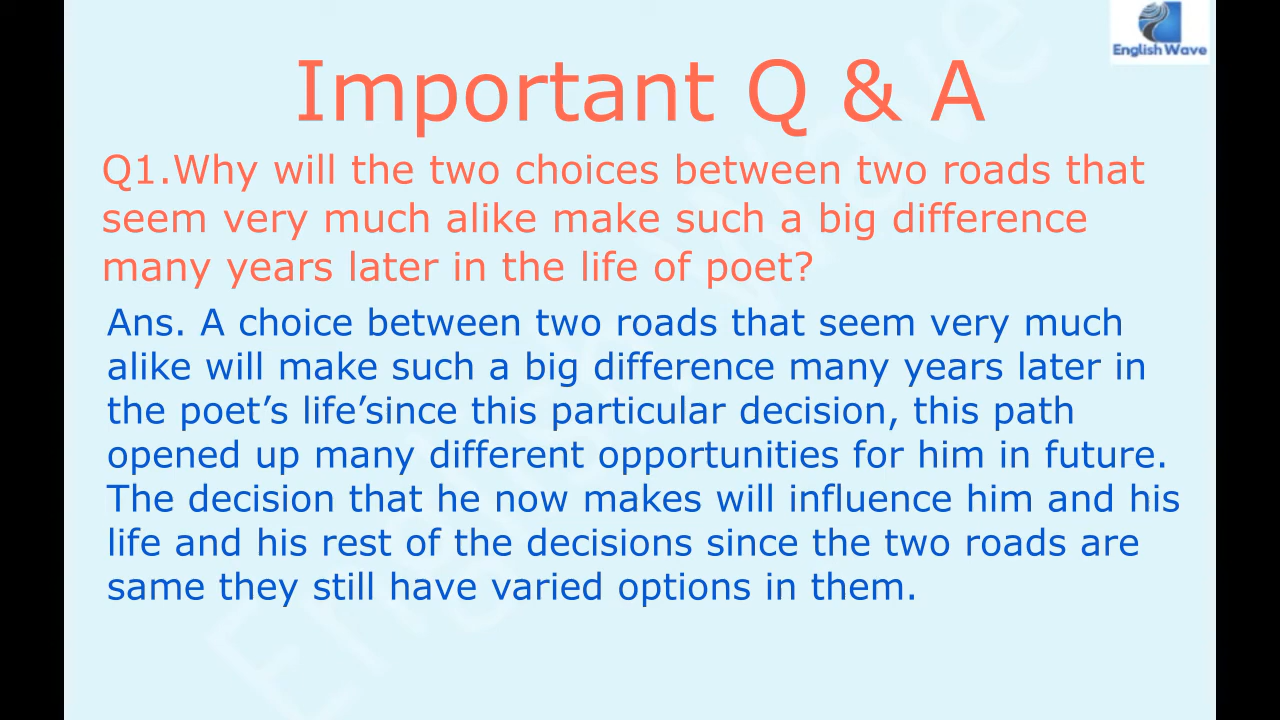 English Wave
Important Q & A
Q1.Why will the two choices between two roads that
seem very much alike make such a big difference
many years later in the life of poet?
Ans. A choice between two roads that seem very much
alike will make such a big difference many years later in
the poet’s life’since this particular decision, this path
opened up many different opportunities for him in future.
The decision that he now makes will influence him and his
life and his rest of the decisions since the two roads are
same they still have varied options in them.
English Wave